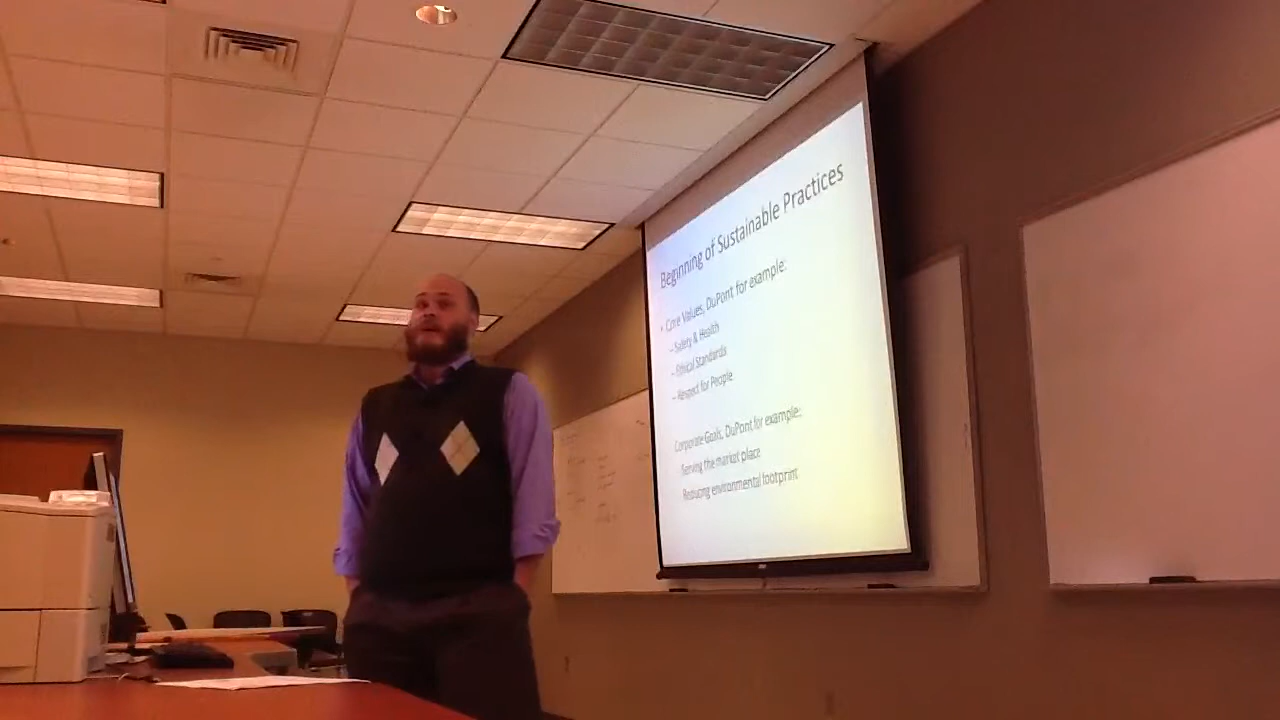 Beginning of Sustainable Practices
• Core Values, DuPont for example:
– Safety & Health
– Ethical Standards
– Respect for People
Corporate Goals, DuPont for example:
Serving the market place
Reducing environmental footprint